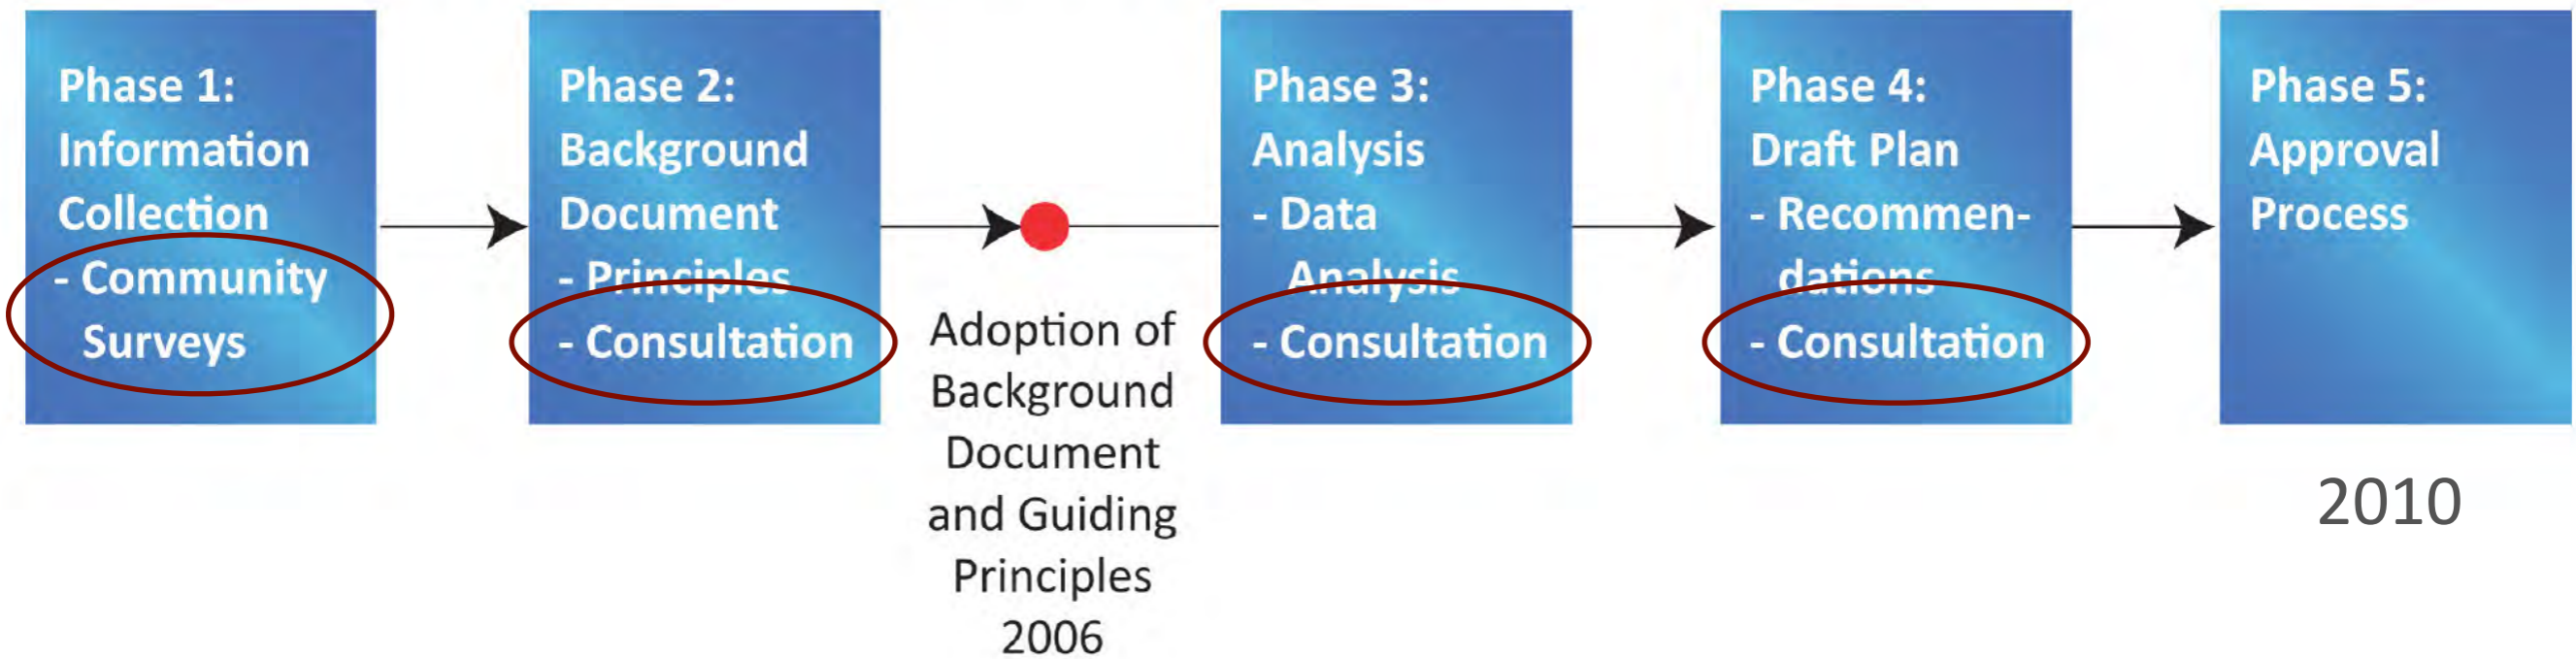 Phase 1:
Information
Collection
- Community
Surveys
Phase 2:
Background
Document
- Principles
- Consultation
Adoption of
Background
Document
and Guiding
Principles
2006
Phase 3:
Analysis
- Data
Analysis
- Consultation
Phase 4:
Draft Plan
- Recommen-
dations
- Consultation
Phase 5:
Approval
Process
2010